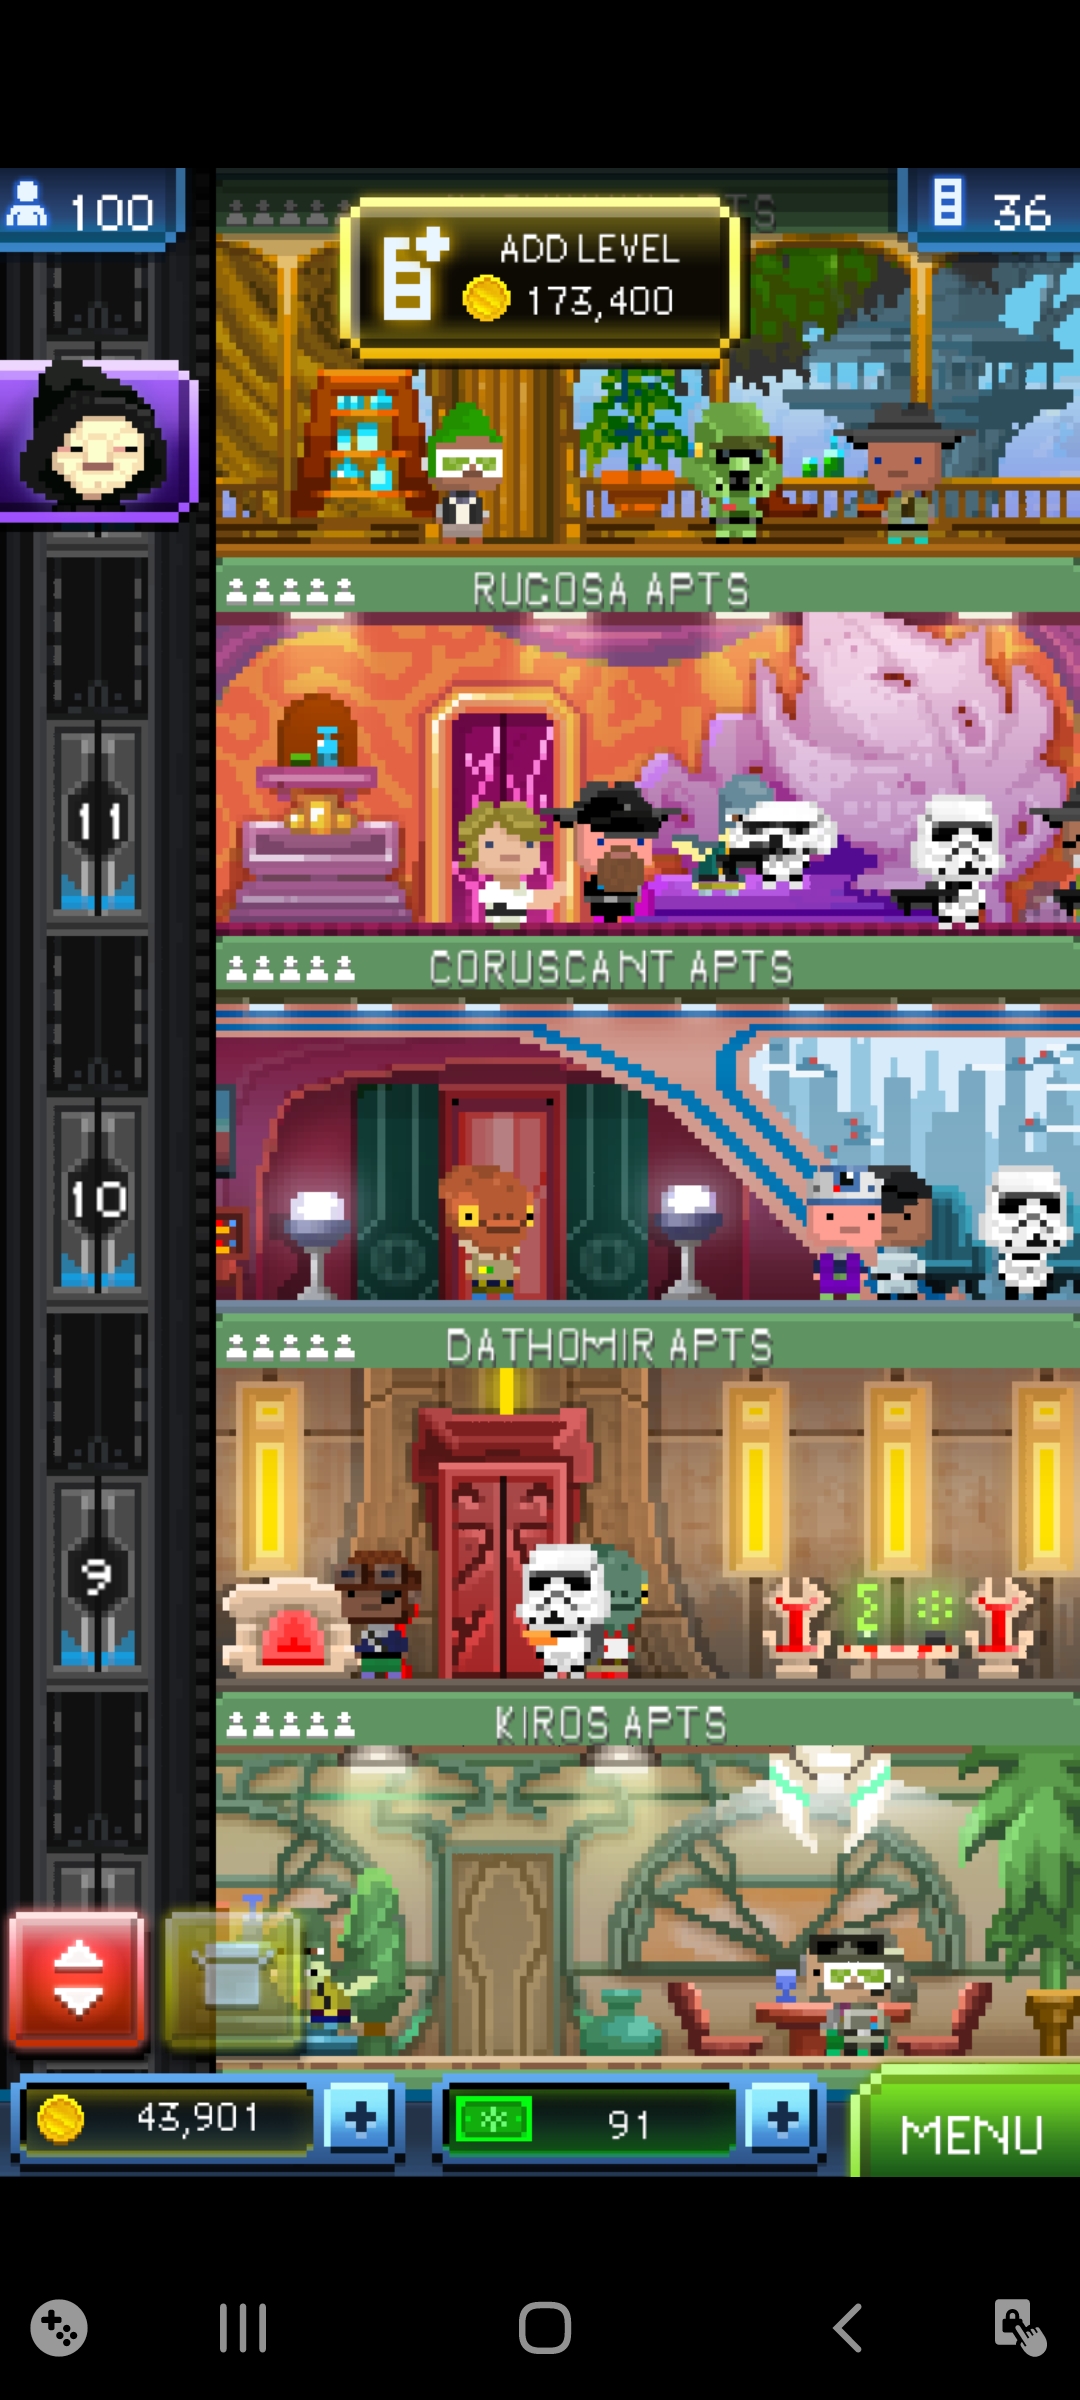 100
36
ADD LEVEL
173,400
RUGOSA APTS
11
CORUSCANT APTS
10
DATHOMIR APTS
9
KIROS APTS
43,901
91
MENU